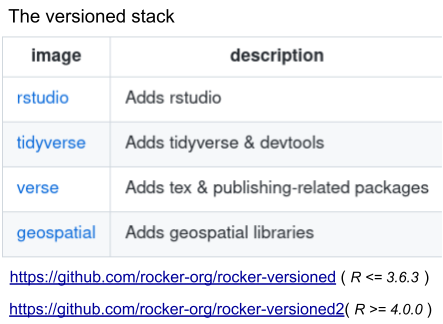 The versioned stack
image description
rstudio Adds rstudio
tidyverse Adds tidyverse & devtools
verse Adds tex & publishing-related packages
geospatial Adds geospatial libraries
https://github.com/rocker-org/rocker-versioned ( R <= 3.6.3 )
https://github.com/rocker-org/rocker-versioned2( R >= 4.0.0 )